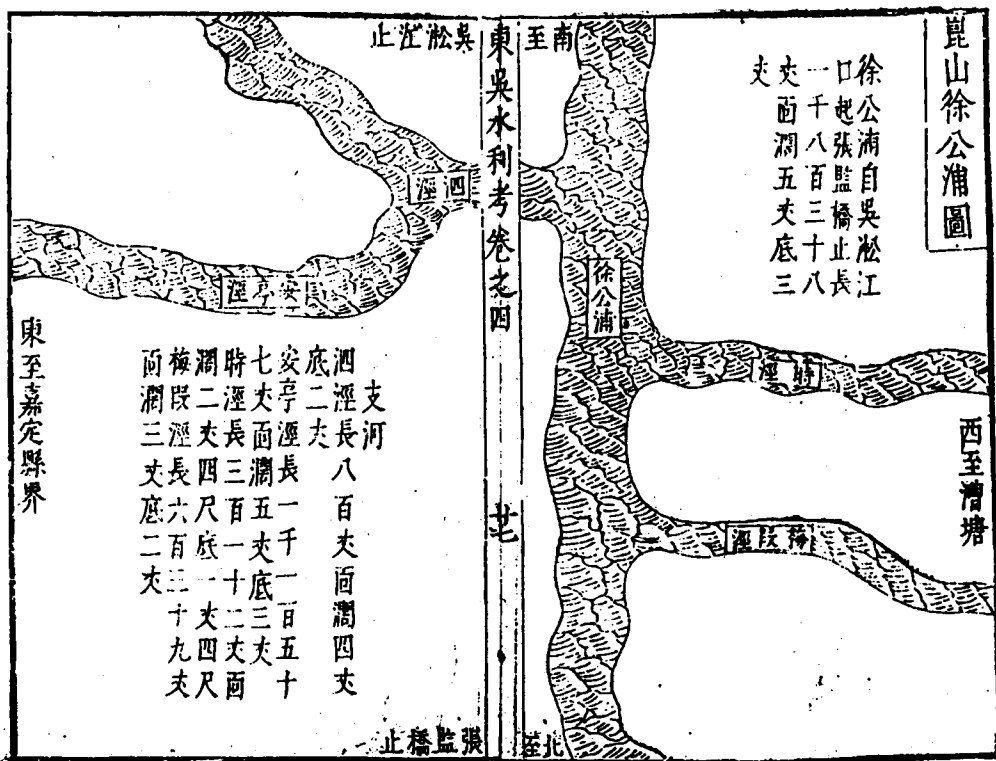 崑山徐公浦圖
徐公浦自吳淞江
口起張監橋止長
一千八百三十八
丈面濶五丈底三
丈
南至
徐公浦
時涇
西至漕塘
梅段涇
北至
東吳水利考卷之四
廿七
吳淞江止
泗涇
安亭涇
支河
泗涇長八百丈面濶四丈
底二丈
安亭涇長一千一百五十
七丈面濶五丈底三丈
時涇長三百一十二丈面
濶二丈四尺底一丈四尺
梅段涇長六百二十九丈
面濶三丈底二丈
東至嘉定縣界
張監橋止